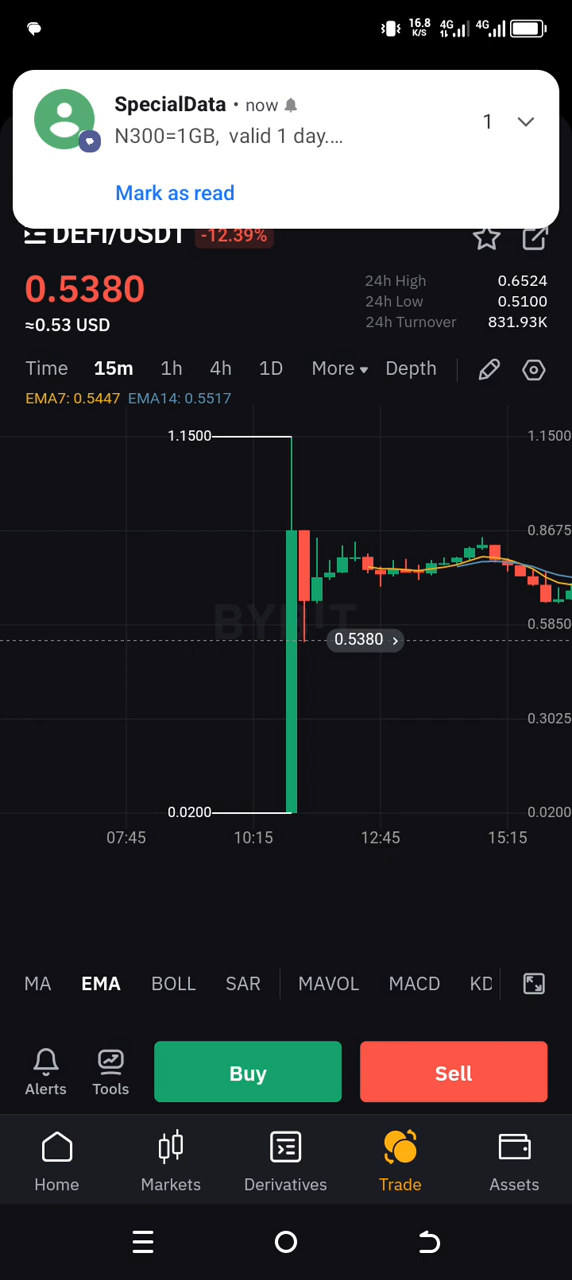 16.8
K/S
4G
4G
SpecialData • now
1
N300=1GB, valid 1 day....
Mark as read
DEFI/USDT -12.39%
0.5380
≈0.53 USD
24h High 0.6524
24h Low 0.5100
24h Turnover 831.93K
Time 15m 1h 4h 1D More Depth
EMA7: 0.5447 EMA14: 0.5517
1.1500
1.1500
0.8675
BYBIT
0.5850
0.5380 >
0.3025
0.0200
0.0200
07:45 10:15 12:45 15:15
MA EMA BOLL SAR MAVOL MACD KD
Alerts
Tools
Buy
Sell
Home Markets Derivatives Trade Assets